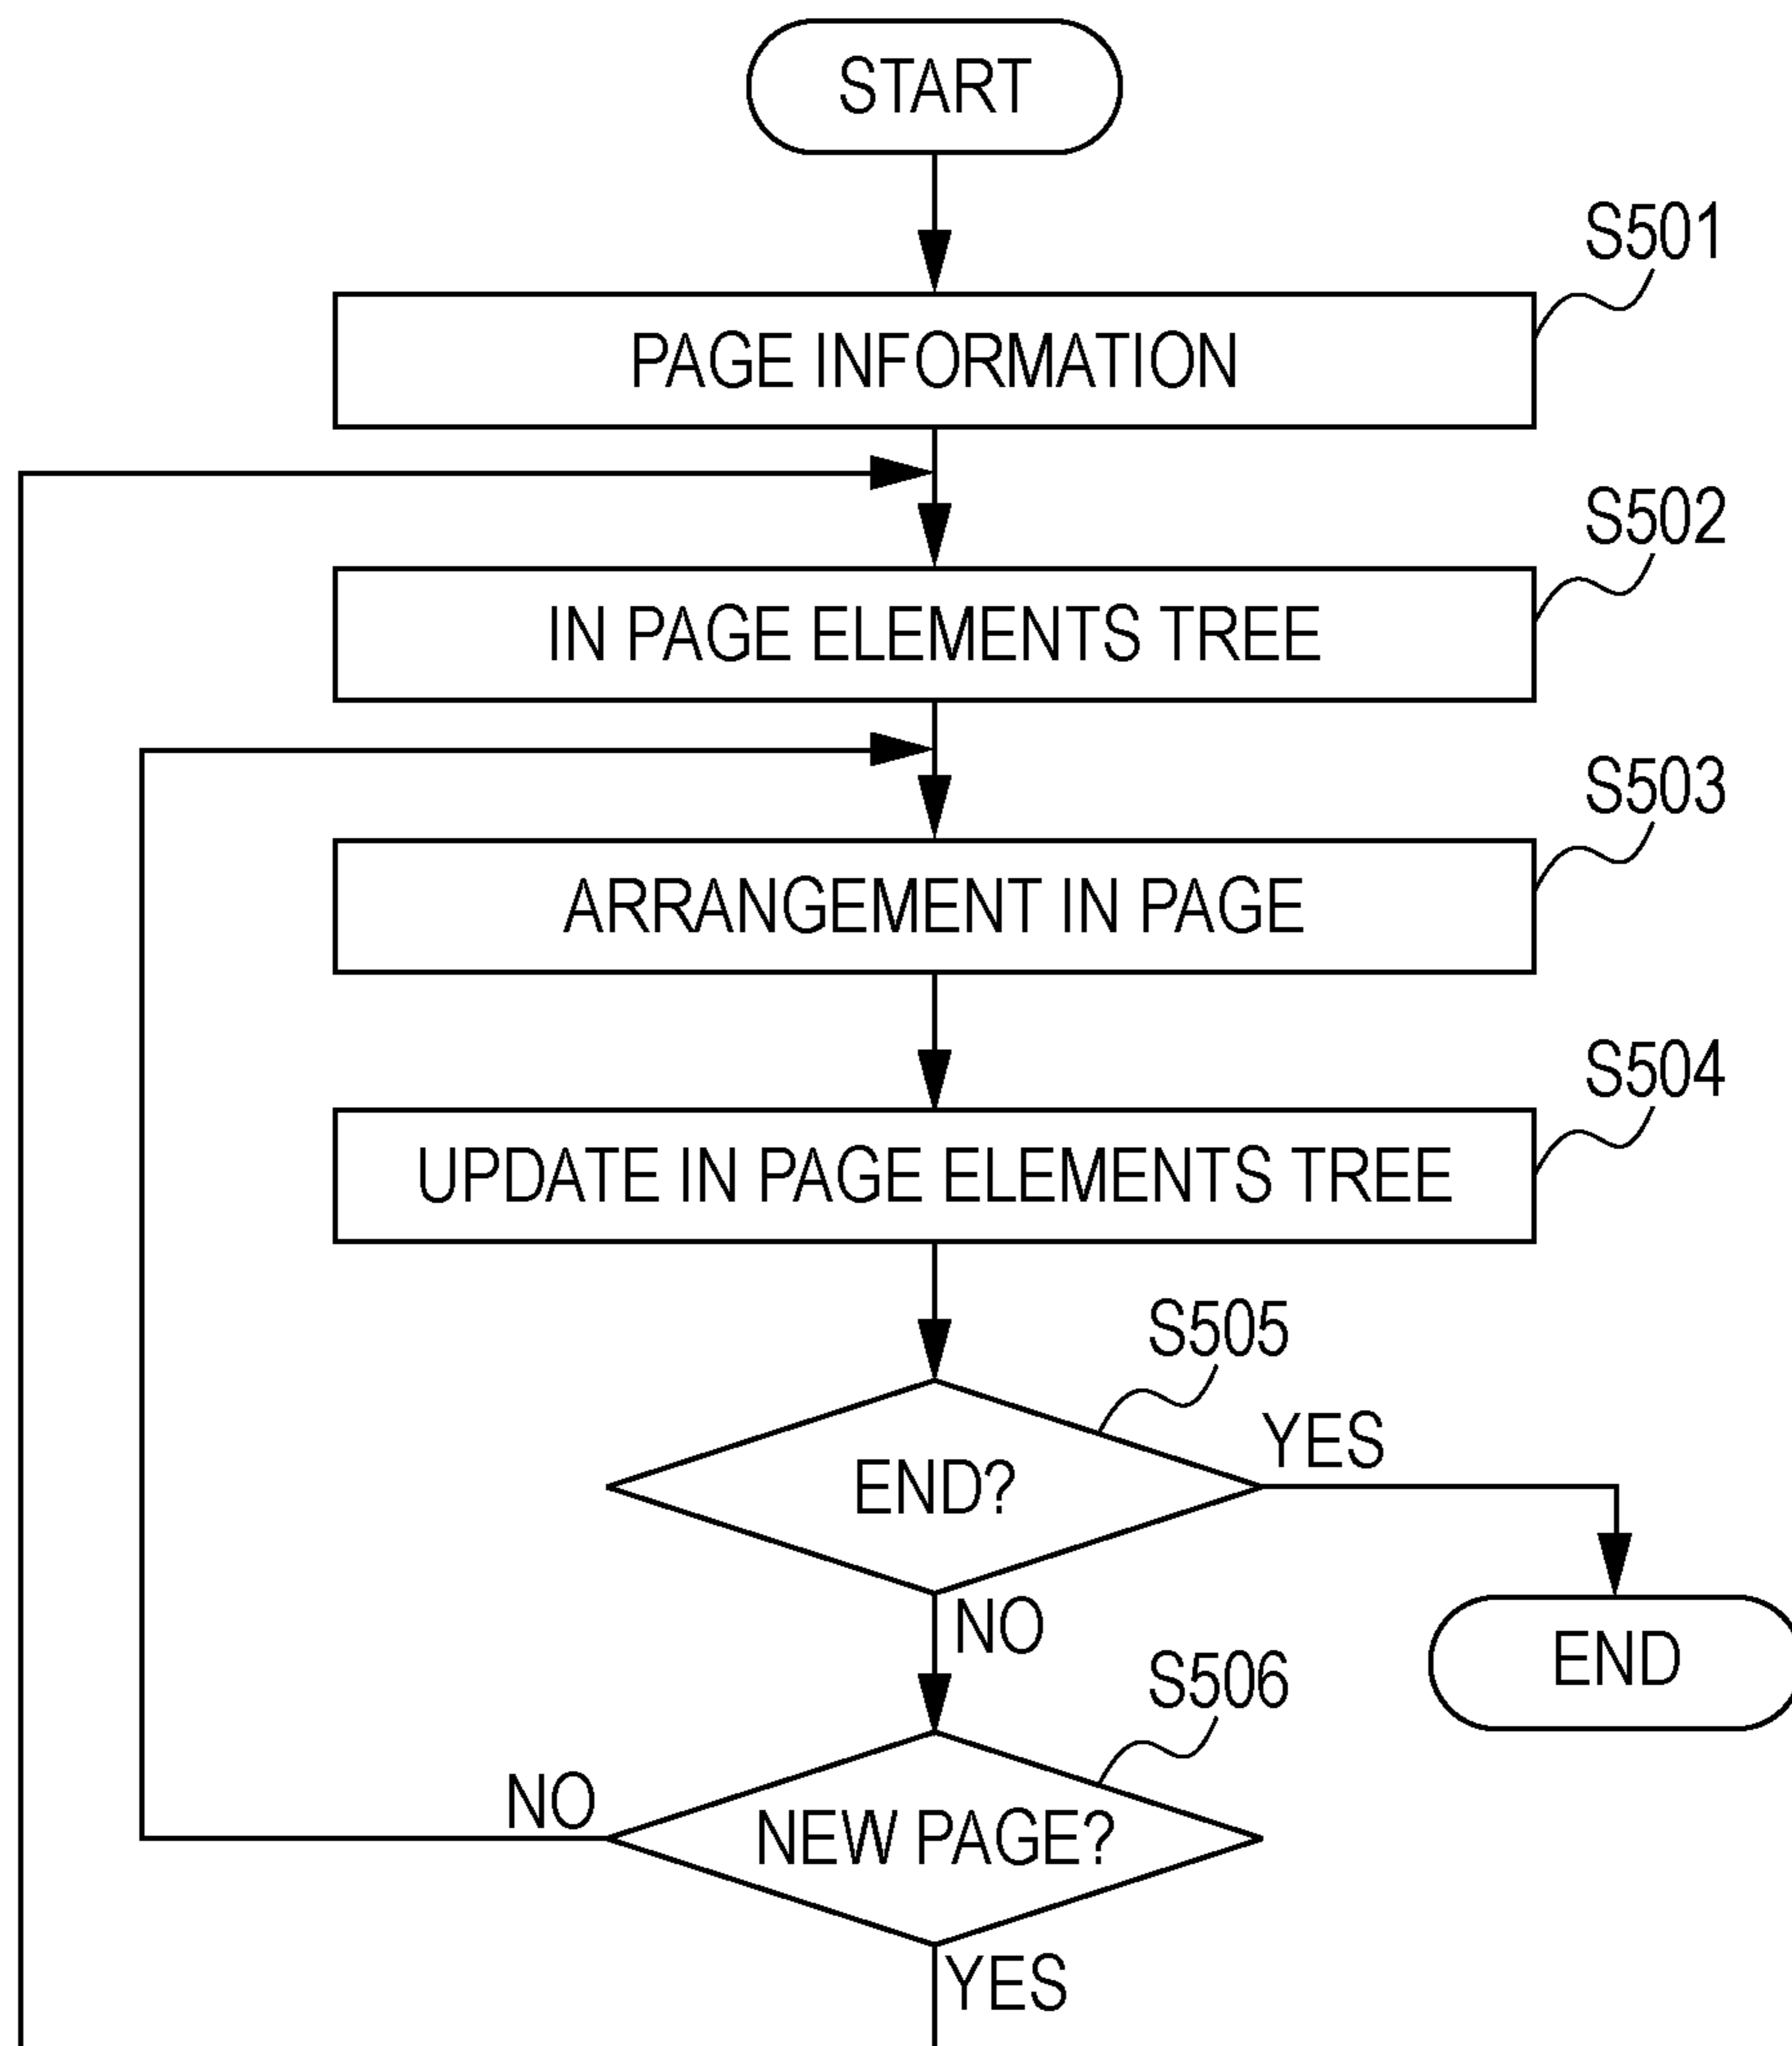 START
S501
PAGE INFORMATION
S502
IN PAGE ELEMENTS TREE
S503
ARRANGEMENT IN PAGE
S504
UPDATE IN PAGE ELEMENTS TREE
S505
YES
END?
NO
END
S506
NO
NEW PAGE?
YES